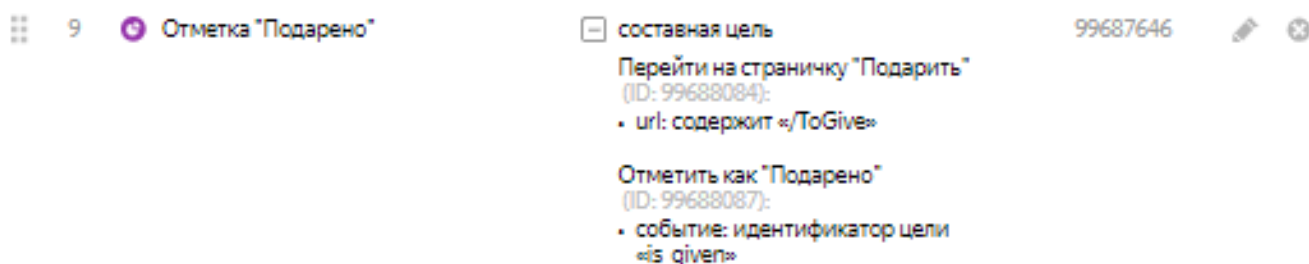 9 Отметка "Подарено" составная цель 99687646
Перейти на страничку "Подарить"
(ID: 99688084):
• url: содержит «/ToGive»
Отметить как "Подарено"
(ID: 99688087):
• событие: идентификатор цели
«is_given»